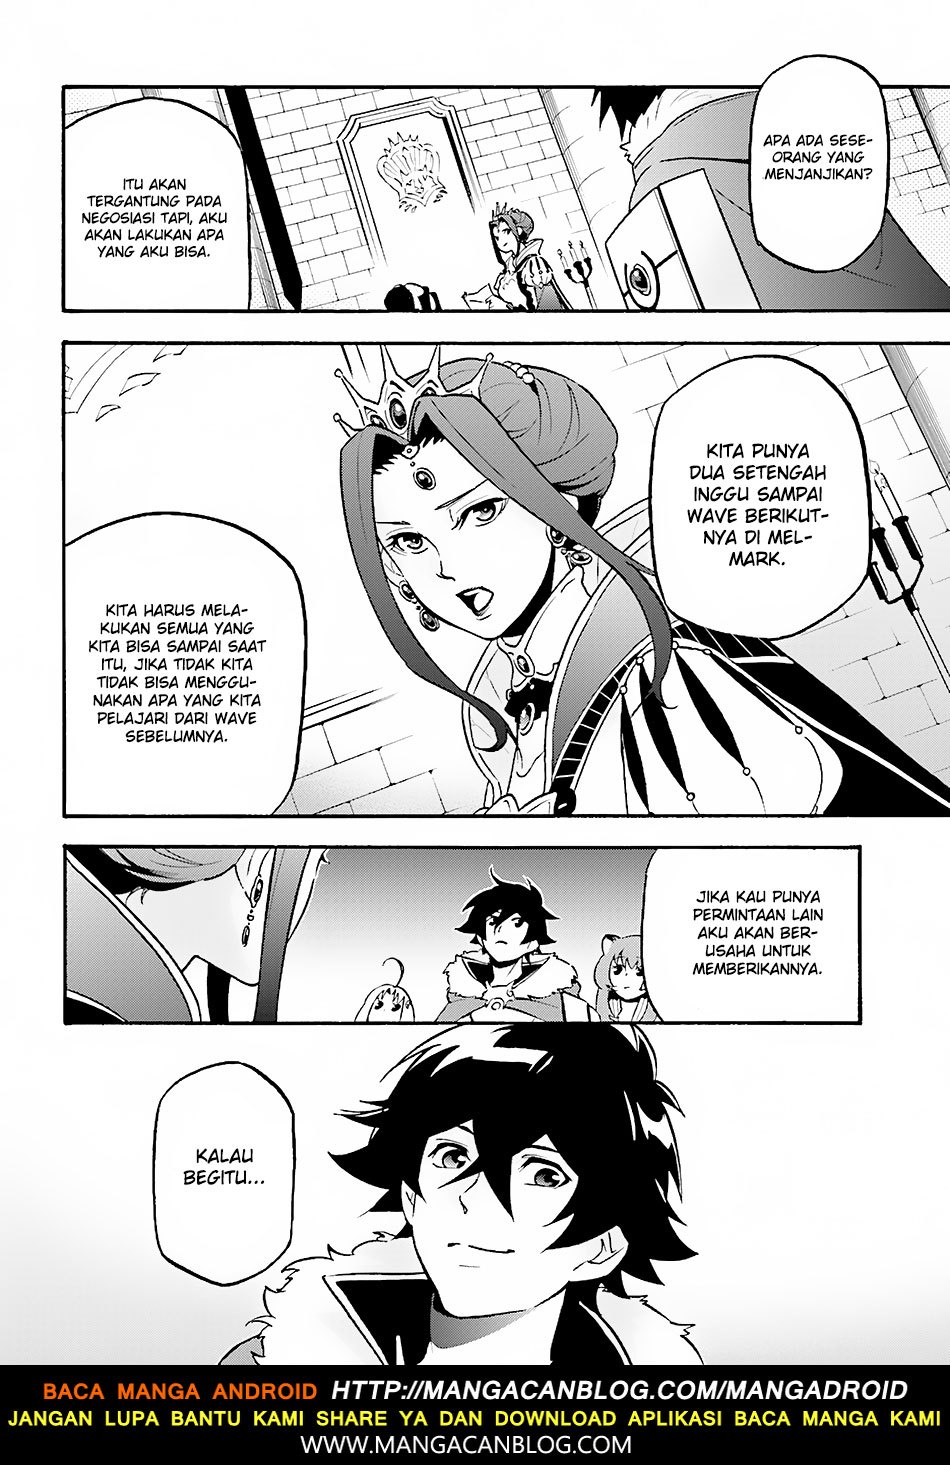 APA ADA SESE-
ORANG YANG
MENJANJIKAN?
ITU AKAN
TERGANTUNG PADA
NEGOSIASI TAPI, AKU
AKAN LAKUKAN APA
YANG AKU BISA.
KITA PUNYA
DUA SETENGAH
INGGU SAMPAI
WAVE BERIKUT-
NYA DI MEL-
MARK.
KITA HARUS MELA-
KUKAN SEMUA YANG
KITA BISA SAMPAI SAAT
ITU, JIKA TIDAK KITA
TIDAK BISA MENGGU-
NAKAN APA YANG KITA
PELAJARI DARI WAVE
SEBELUMNYA.
JIKA KAU PUNYA
PERMINTAAN LAIN
AKU AKAN BER-
USAHA UNTUK
MEMBERIKANNYA.
KALAU
BEGITU...
BACA MANGA ANDROID HTTP://MANGACANBLOG.COM/MANGADROID
JANGAN LUPA BANTU KAMI SHARE YA DAN DOWNLOAD APLIKASI BACA MANGA KAMI
WWW.MANGACANBLOG.COM